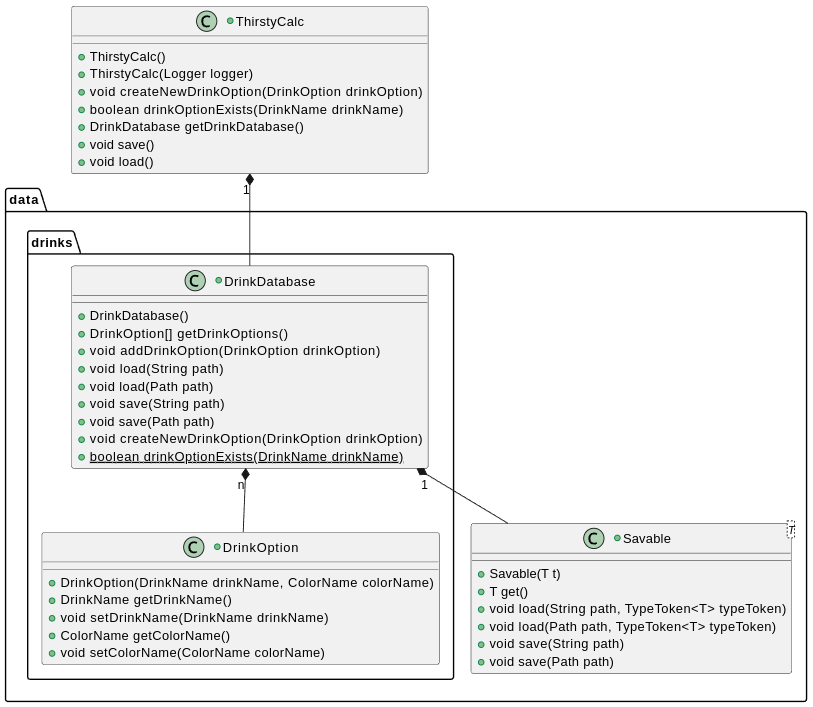 C ThirstyCalc
ThirstyCalc()
ThirstyCalc(Logger logger)
void createNewDrinkOption(DrinkOption drinkOption)
boolean drinkOptionExists(DrinkName drinkName)
DrinkDatabase getDrinkDatabase()
void save()
void load()
1
data
drinks
C DrinkDatabase
DrinkDatabase()
DrinkOption[] getDrinkOptions()
void addDrinkOption(DrinkOption drinkOption)
void load(String path)
void load(Path path)
void save(String path)
void save(Path path)
void createNewDrinkOption(DrinkOption drinkOption)
boolean drinkOptionExists(DrinkName drinkName)
n
1
C DrinkOption
DrinkOption(DrinkName drinkName, ColorName colorName)
DrinkName getDrinkName()
void setDrinkName(DrinkName drinkName)
ColorName getColorName()
void setColorName(ColorName colorName)
C Savable
T
Savable(T t)
T get()
void load(String path, TypeToken<T> typeToken)
void load(Path path, TypeToken<T> typeToken)
void save(String path)
void save(Path path)